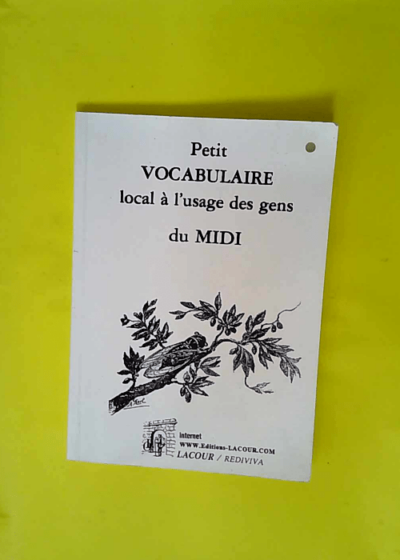 Petit
VOCABULAIRE
local à l'usage des gens
du MIDI
Internet
WWW.Editions-LACOUR.COM
LACOUR / REDIVIVA